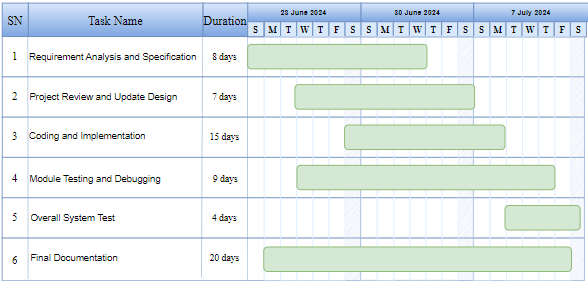 SN Task Name Duration 23 June 2024 30 June 2024 7 July 2024
S M T W T F S S M T W T F S S M T W T F S
1 Requirement Analysis and Specification 8 days
2 Project Review and Update Design 7 days
3 Coding and Implementation 15 days
4 Module Testing and Debugging 9 days
5 Overall System Test 4 days
6 Final Documentation 20 days